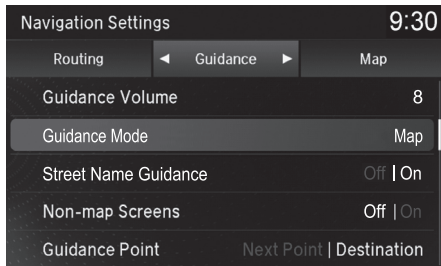 Navigation Settings 9:30
Routing ◄ Guidance ► Map
Guidance Volume 8
Guidance Mode Map
Street Name Guidance Off | On
Non-map Screens Off | On
Guidance Point Next Point | Destination